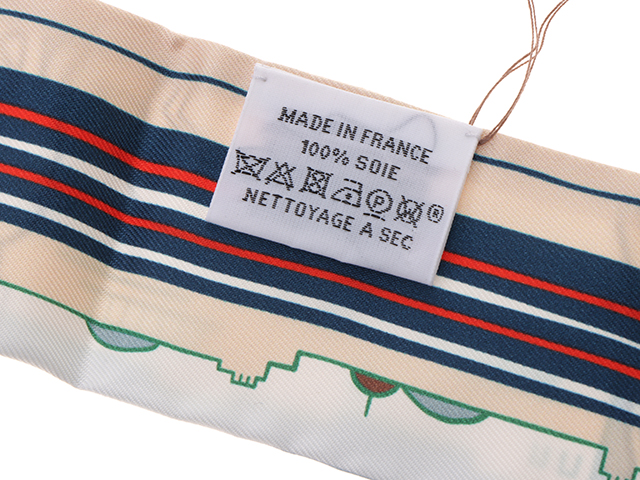 MADE IN FRANCE
100% SOIE
P ®
NETTOYAGE A SEC